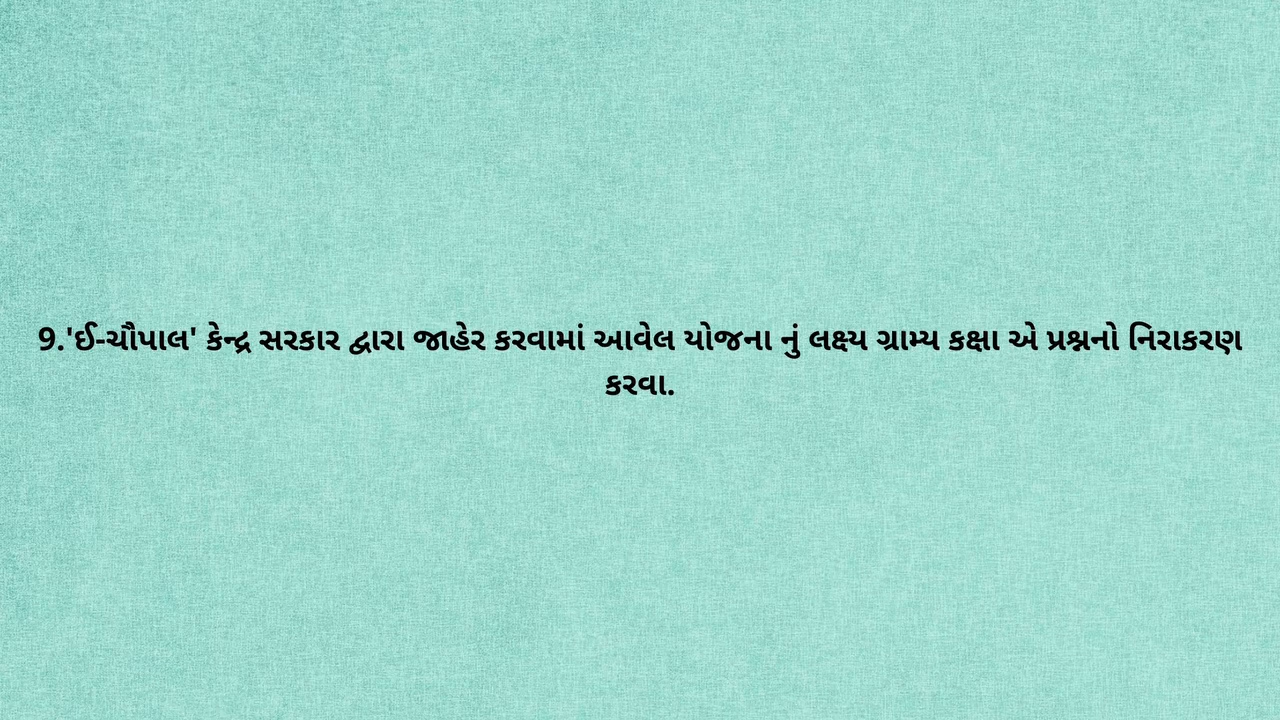 9.'ઈ-ચૌપાલ' કેન્દ્ર સરકાર દ્વારા જાહેર કરવામાં આવેલ યોજના નું લક્ષ્ય ગ્રામ્ય કક્ષા એ પ્રશ્નનો નિરાકરણ
કરવા.